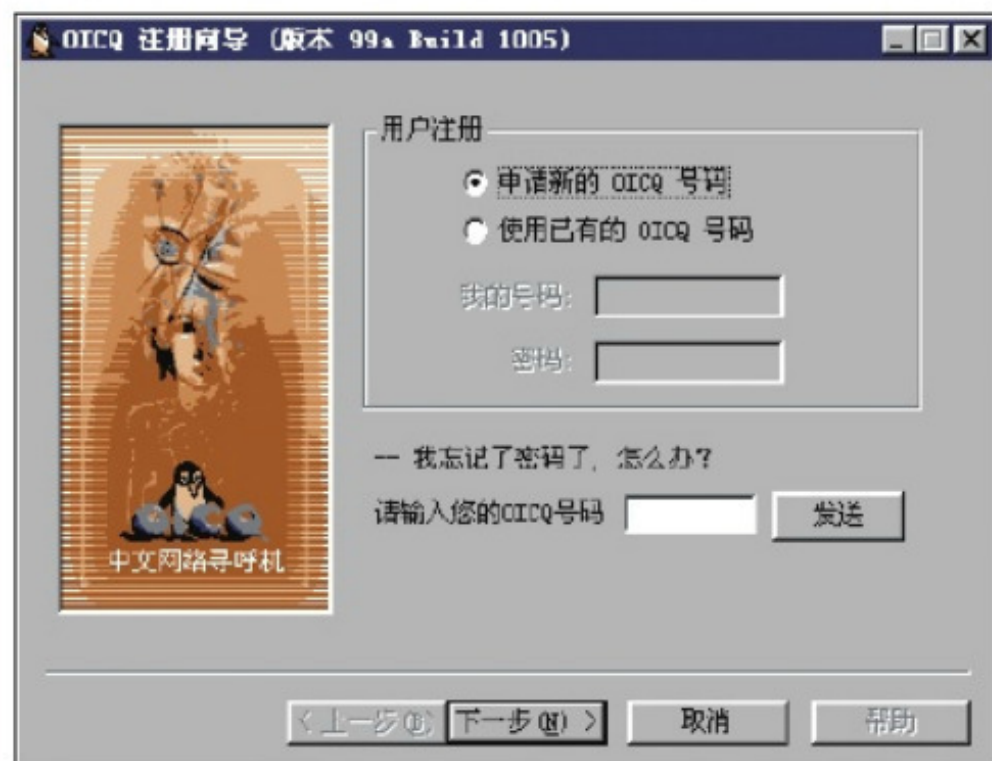 OICQ 注册向导 (版本 99a Build 1005)
用户注册
申请新的 OICQ 号码
使用已有的 OICQ 号码
我的号码:
密码:
-- 我忘记了密码了, 怎么办?
请输入您的OICQ号码
发送
OICQ
中文网络寻呼机
< 上一步(B)
下一步(N) >
取消
帮助